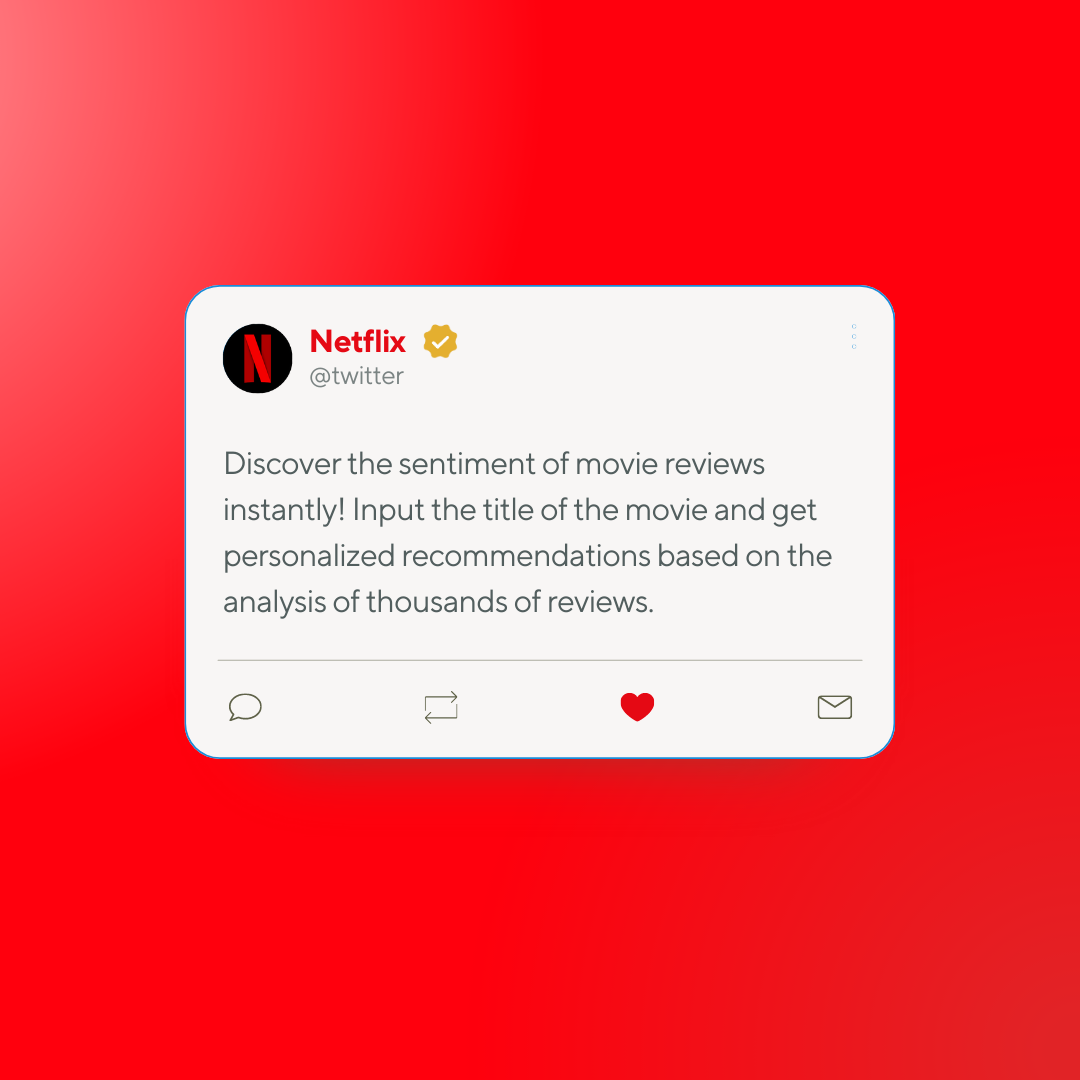 Netflix
@twitter
Discover the sentiment of movie reviews
instantly! Input the title of the movie and get
personalized recommendations based on the
analysis of thousands of reviews.